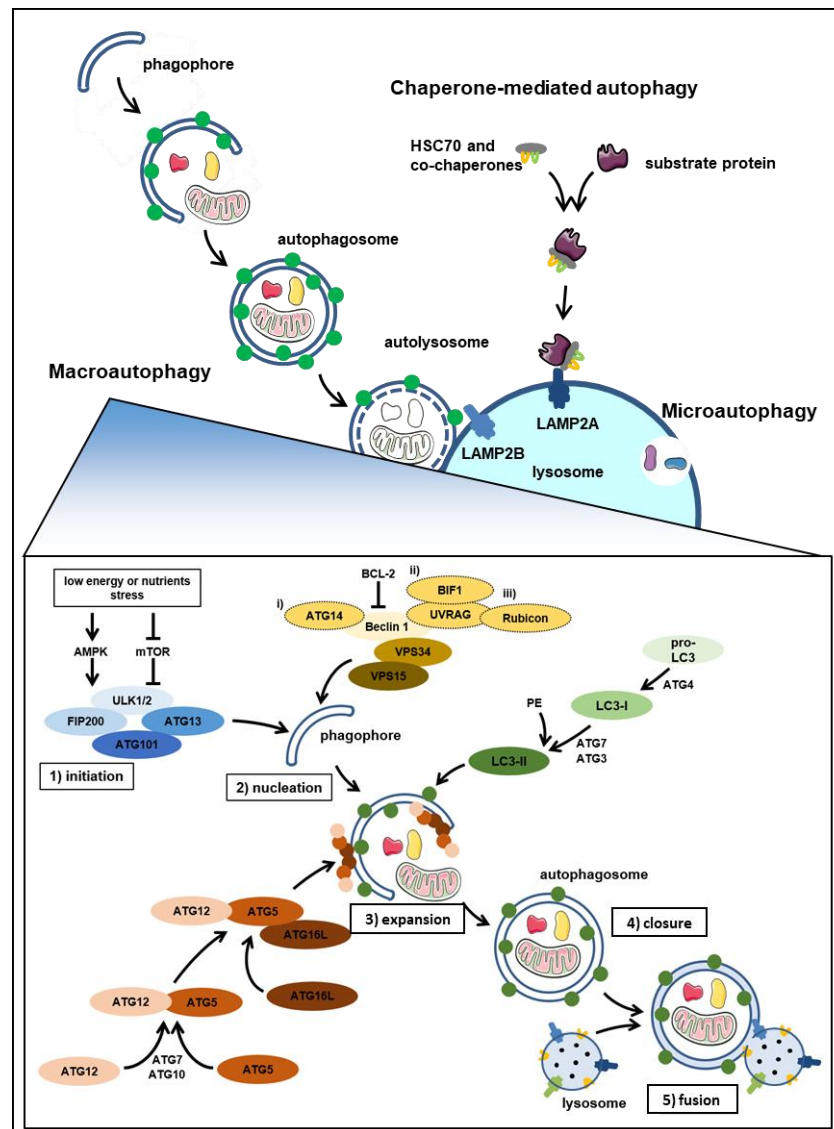 phagophore
Chaperone-mediated autophagy
HSC70 and
co-chaperones
substrate protein
autophagosome
autolysosome
Macroautophagy
Microautophagy
LAMP2A
LAMP2B
lysosome
low energy or nutrients
stress
AMPK
mTOR
ULK1/2
FIP200
ATG13
ATG101
1) initiation
BCL-2
i)
ATG14
Beclin 1
ii)
BIF1
UVRAG
iii)
Rubicon
VPS34
VPS15
phagophore
2) nucleation
pro-
LC3
ATG4
LC3-I
PE
ATG7
ATG3
LC3-II
ATG12
ATG5
ATG16L
3) expansion
autophagosome
4) closure
ATG12
ATG5
ATG16L
ATG12
ATG7
ATG10
ATG5
lysosome
5) fusion